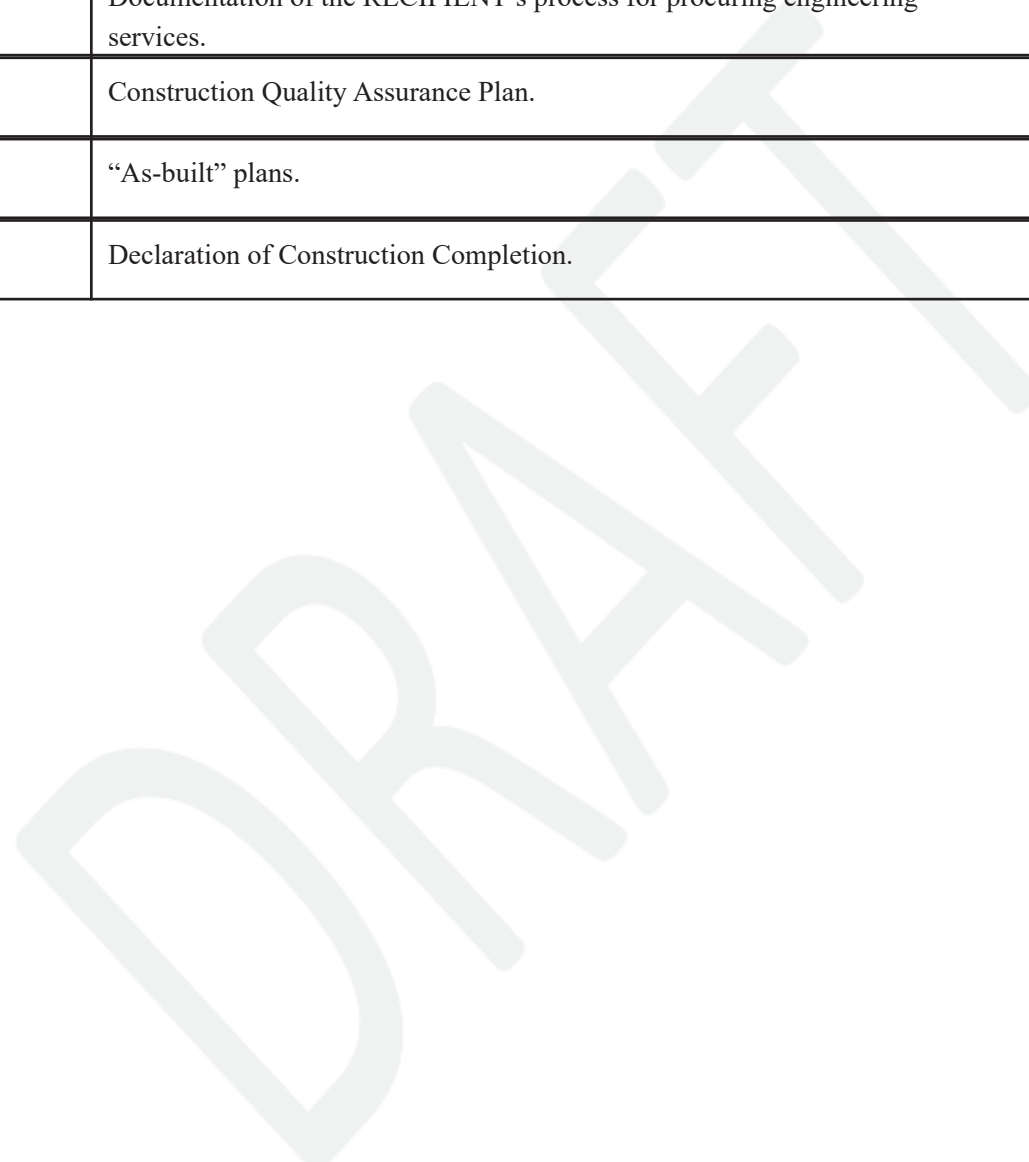 Documentation of the RECIPIENT's process for procuring engineering
services.
Construction Quality Assurance Plan.
“As-built” plans.
Declaration of Construction Completion.
DRAFT